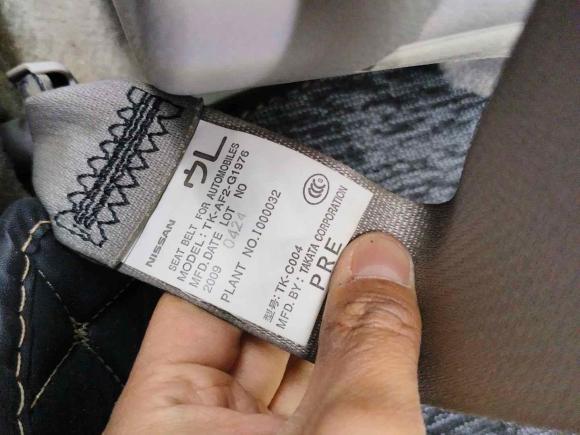 ウL
NISSAN
SEAT BELT FOR AUTOMOBILES
MODEL: TK-AF2-G1976
MFD.DATE LOT NO
2009 0424
PLANT NO.1000032
CCC
型号: TK-C004
MFD. BY: TAKATA CORPORATION
PRE